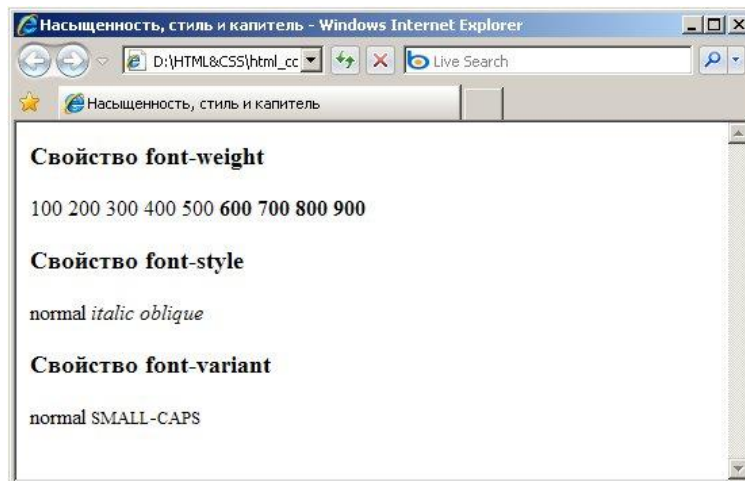 Насыщенность, стиль и капитель - Windows Internet Explorer
D:\HTML&CSS\html_cc
Live Search
Насыщенность, стиль и капитель
Свойство font-weight
100 200 300 400 500 600 700 800 900
Свойство font-style
normal italic oblique
Свойство font-variant
normal SMALL-CAPS